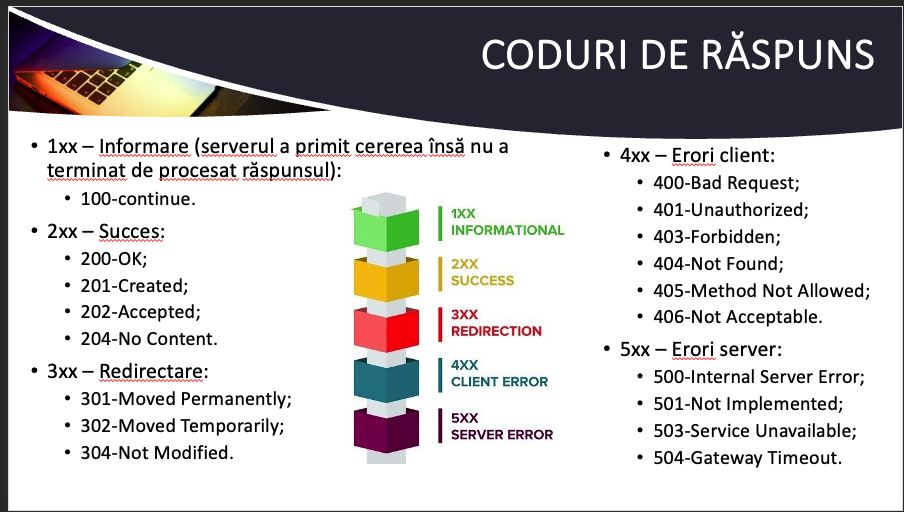 CODURI DE RĂSPUNS
1xx – Informare (serverul a primit cererea însă nu a
terminat de procesat răspunsul):
100-continue.
2xx – Succes:
200-OK;
201-Created;
202-Accepted;
204-No Content.
3xx – Redirectare:
301-Moved Permanently;
302-Moved Temporarily;
304-Not Modified.
1XX
INFORMATIONAL
2XX
SUCCESS
3XX
REDIRECTION
4XX
CLIENT ERROR
5XX
SERVER ERROR
4xx – Erori client:
400-Bad Request;
401-Unauthorized;
403-Forbidden;
404-Not Found;
405-Method Not Allowed;
406-Not Acceptable.
5xx – Erori server:
500-Internal Server Error;
501-Not Implemented;
503-Service Unavailable;
504-Gateway Timeout.